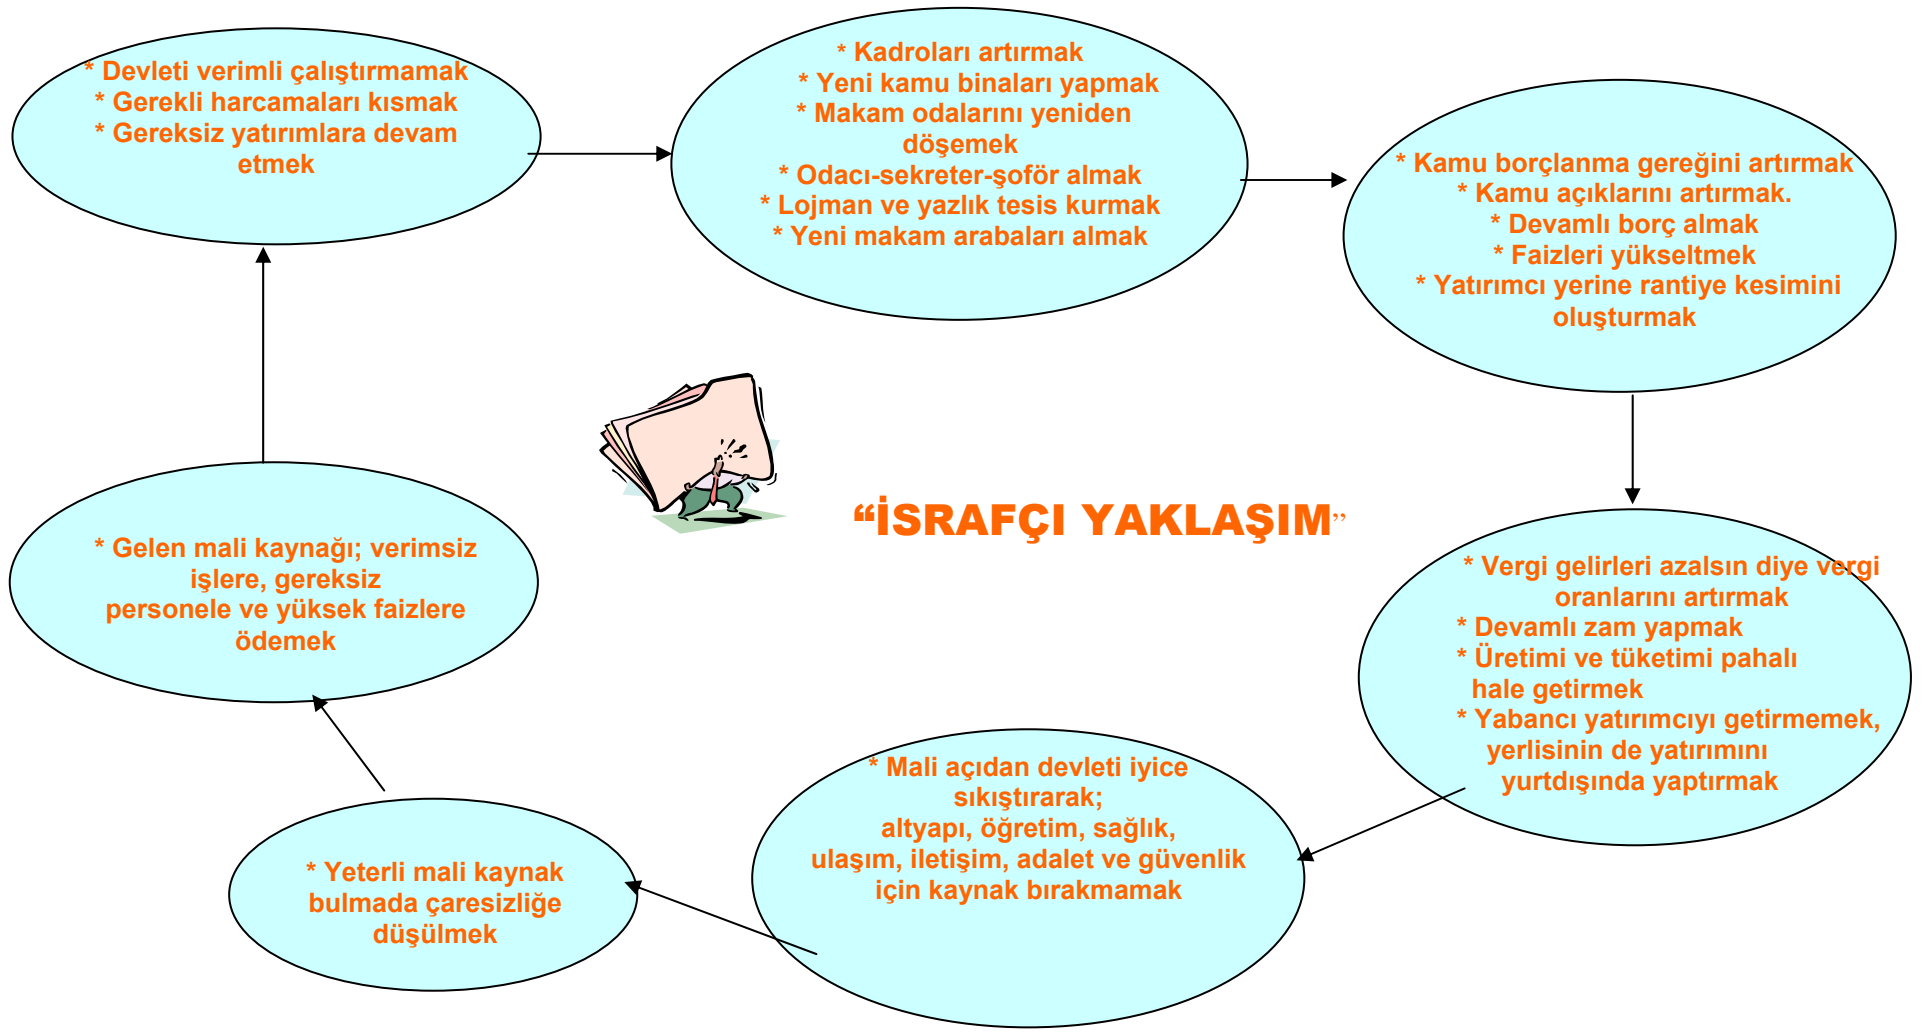 * Devleti verimli çalıştırmamak
* Gerekli harcamaları kısmak
* Gereksiz yatırımlara devam
etmek
* Kadroları artırmak
* Yeni kamu binaları yapmak
* Makam odalarını yeniden
döşemek
* Odacı-sekreter-şoför almak
* Lojman ve yazlık tesis kurmak
* Yeni makam arabaları almak
* Kamu borçlanma gereğini artırmak
* Kamu açıklarını artırmak.
* Devamlı borç almak
* Faizleri yükseltmek
* Yatırımcı yerine rantiye kesimini
oluşturmak
“İSRAFÇI YAKLAŞIM”
* Vergi gelirleri azalsın diye vergi
oranlarını artırmak
* Devamlı zam yapmak
* Üretimi ve tüketimi pahalı
hale getirmek
* Yabancı yatırımcıyı getirmemek,
yerlisinin de yatırımını
yurtdışında yaptırmak
* Mali açıdan devleti iyice
sıkıştırarak;
altyapı, öğretim, sağlık,
ulaşım, iletişim, adalet ve güvenlik
için kaynak bırakmamak
* Yeterli mali kaynak
bulmada çaresizliğe
düşülmek
* Gelen mali kaynağı; verimsiz
işlere, gereksiz
personele ve yüksek faizlere
ödemek